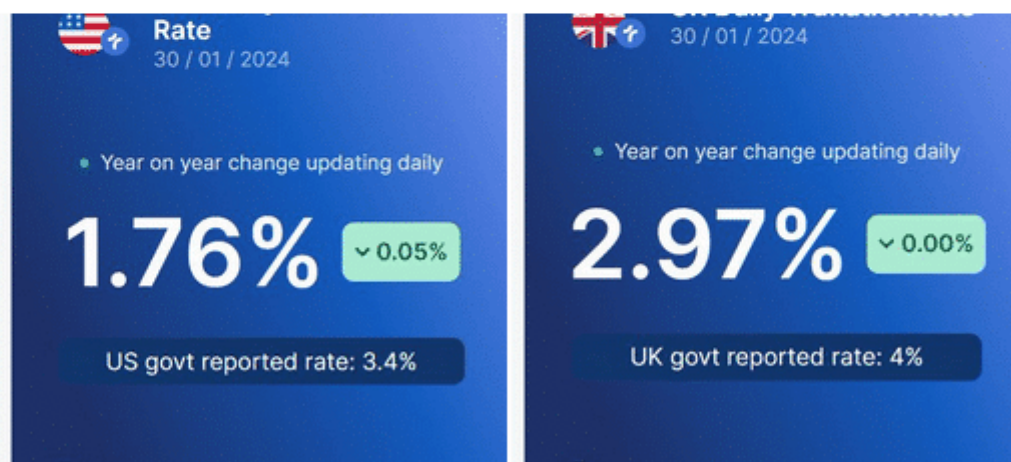 Rate
30 / 01 / 2024
Year on year change updating daily
1.76%
0.05%
US govt reported rate: 3.4%
30 / 01 / 2024
Year on year change updating daily
2.97%
0.00%
UK govt reported rate: 4%